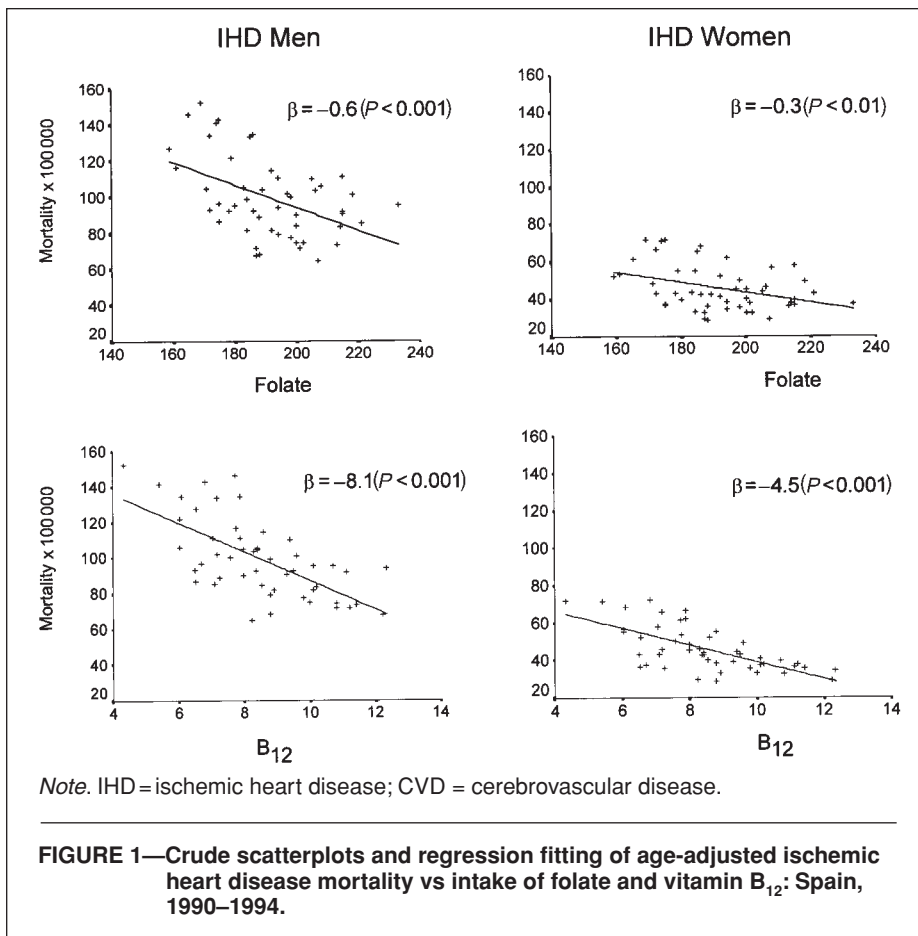 IHD Men
IHD Women
β=−0.6(P<0.001)
Mortality x 100 000
160
140
120
100
80
60
40
20
140 160 180 200 220 240
Folate
β=−0.3(P<0.01)
160
140
120
100
80
60
40
20
140 160 180 200 220 240
Folate
β=−8.1(P<0.001)
Mortality x 100 000
160
140
120
100
80
60
40
20
4 6 8 10 12 14
B12
β=−4.5(P<0.001)
160
140
120
100
80
60
40
20
4 6 8 10 12 14
B12
Note. IHD=ischemic heart disease; CVD = cerebrovascular disease.
FIGURE 1—Crude scatterplots and regression fitting of age-adjusted ischemic
heart disease mortality vs intake of folate and vitamin B12: Spain,
1990–1994.